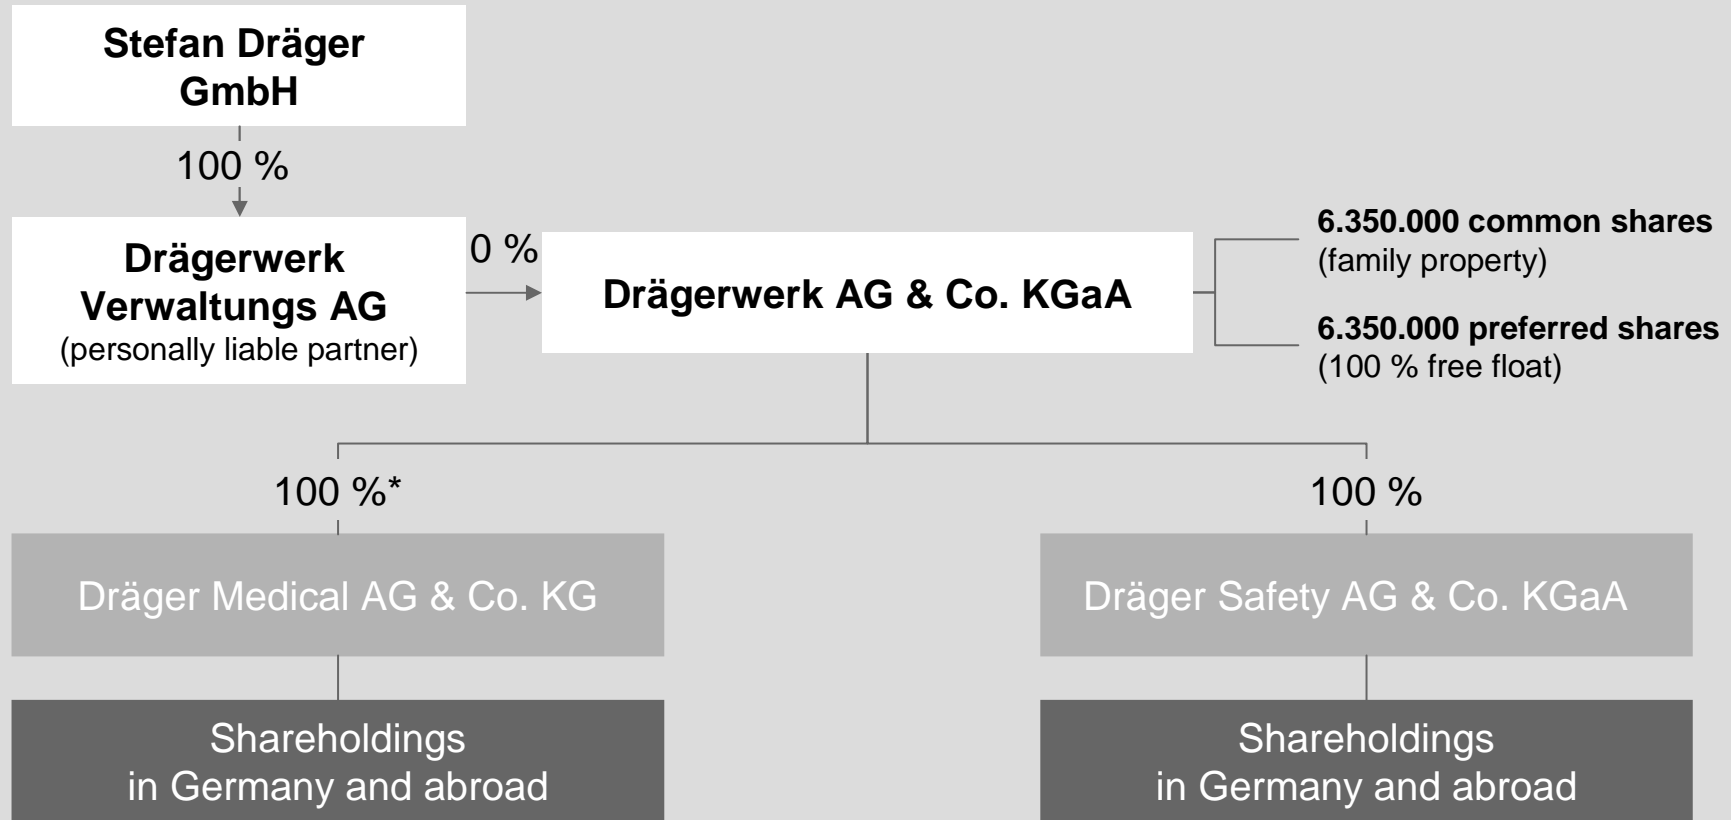 Stefan Dräger
GmbH
100 %
Drägerwerk
Verwaltungs AG
(personally liable partner)
0 %
Drägerwerk AG & Co. KGaA
6.350.000 common shares
(family property)
6.350.000 preferred shares
(100 % free float)
100 %*
100 %
Dräger Medical AG & Co. KG
Dräger Safety AG & Co. KGaA
Shareholdings
in Germany and abroad
Shareholdings
in Germany and abroad